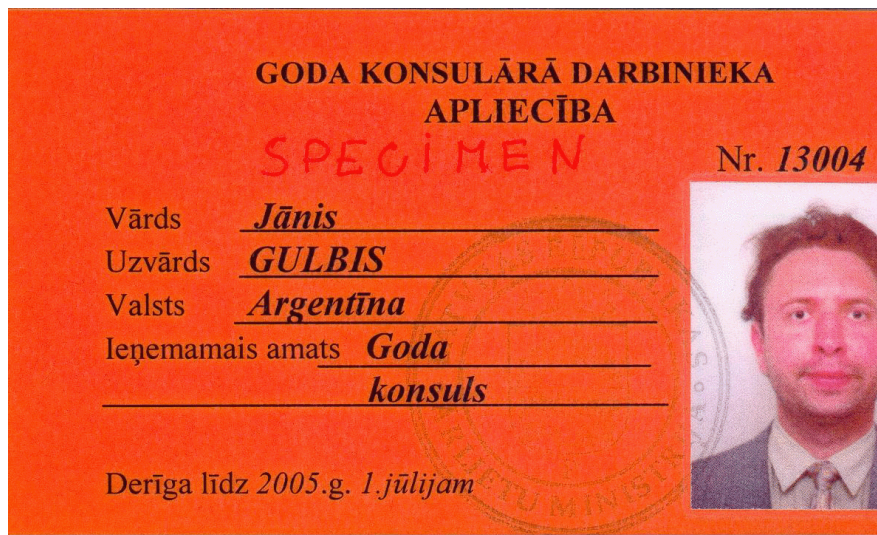 GODA KONSULĀRĀ DARBINIEKA
APLIECĪBA
SPECIMEN
Nr. 13004
Vārds Jānis
Uzvārds GULBIS
Valsts Argentīna
Ieņemamais amats Goda
konsuls
Derīga līdz 2005.g. 1.jūlijam